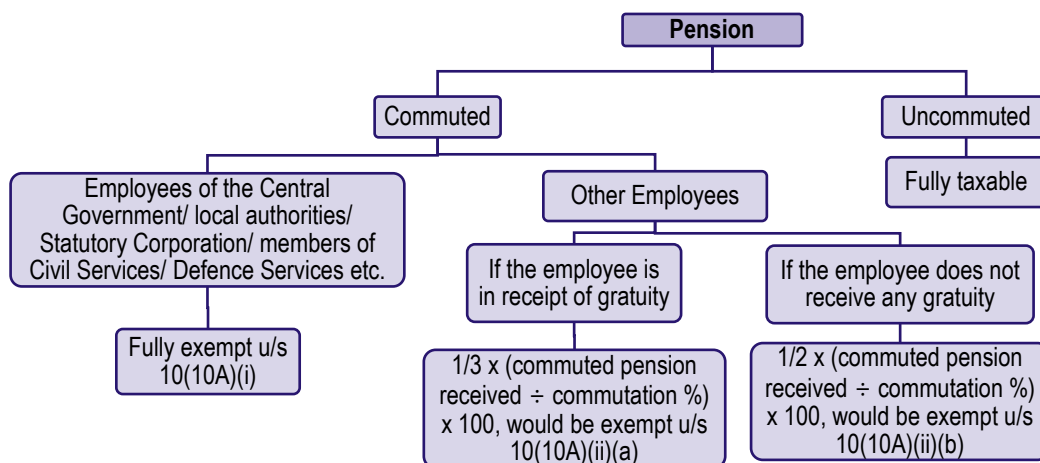 Pension
Commuted
Uncommuted
Employees of the Central
Government/ local authorities/
Statutory Corporation/ members of
Civil Services/ Defence Services etc.
Other Employees
Fully taxable
If the employee is
in receipt of gratuity
If the employee does not
receive any gratuity
Fully exempt u/s
10(10A)(i)
1/3 x (commuted pension
received ÷ commutation %)
x 100, would be exempt u/s
10(10A)(ii)(a)
1/2 x (commuted pension
received ÷ commutation %)
x 100, would be exempt u/s
10(10A)(ii)(b)